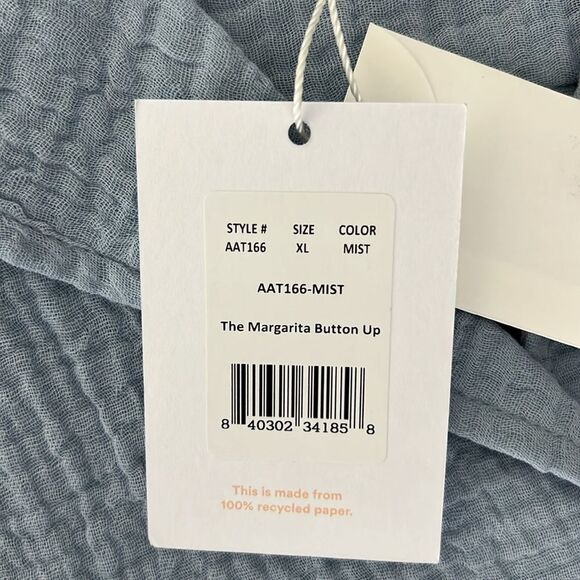 STYLE # SIZE COLOR
AAT166 XL MIST
AAT166-MIST
The Margarita Button Up
8 40302 34185 8
This is made from
100% recycled paper.